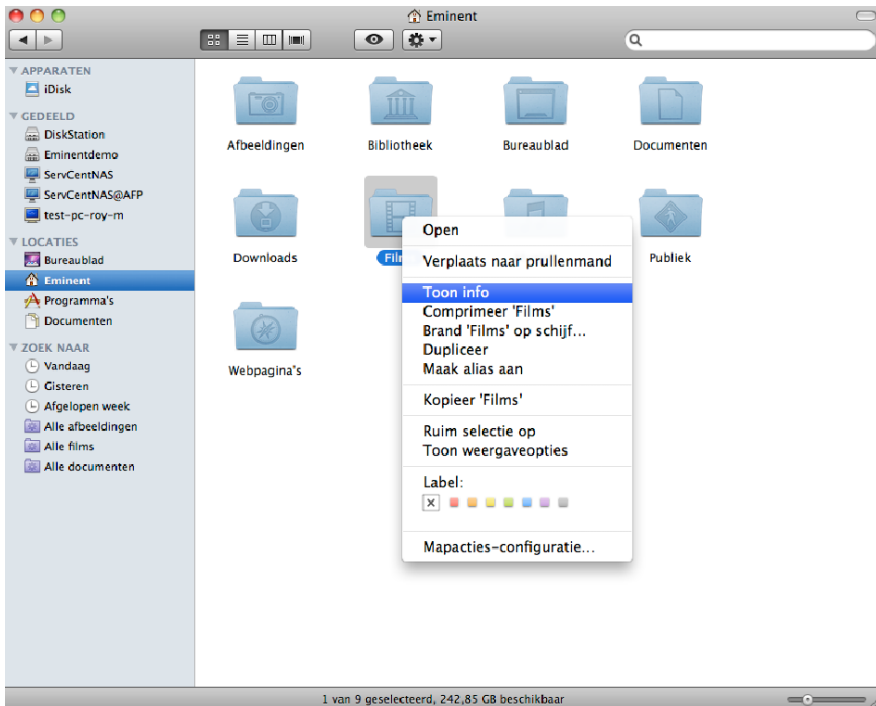 Eminent
APPARATEN
iDisk
GEDEELD
DiskStation
Eminentdemo
ServCentNAS
ServCentNAS@AFP
test-pc-roy-m
LOCATIES
Bureaublad
Eminent
Programma's
Documenten
ZOEK NAAR
Vandaag
Gisteren
Afgelopen week
Alle afbeeldingen
Alle films
Alle documenten
Afbeeldingen
Bibliotheek
Bureaublad
Documenten
Downloads
Publiek
Webpagina's
Open
Verplaats naar prullenmand
Toon info
Comprimeer 'Films'
Brand 'Films' op schijf...
Dupliceer
Maak alias aan
Kopieer 'Films'
Ruim selectie op
Toon weergaveopties
Label:
Mapacties-configuratie...
1 van 9 geselecteerd, 242,85 GB beschikbaar